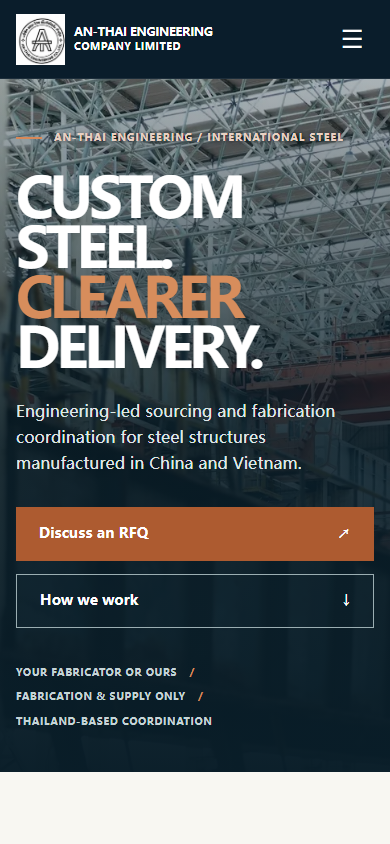 AN-THAI ENGINEERING
COMPANY LIMITED
AN-THAI ENGINEERING / INTERNATIONAL STEEL
CUSTOM
STEEL.
CLEARER
DELIVERY.
Engineering-led sourcing and fabrication
coordination for steel structures
manufactured in China and Vietnam.
Discuss an RFQ ↗
How we work ↓
YOUR FABRICATOR OR OURS /
FABRICATION & SUPPLY ONLY /
THAILAND-BASED COORDINATION